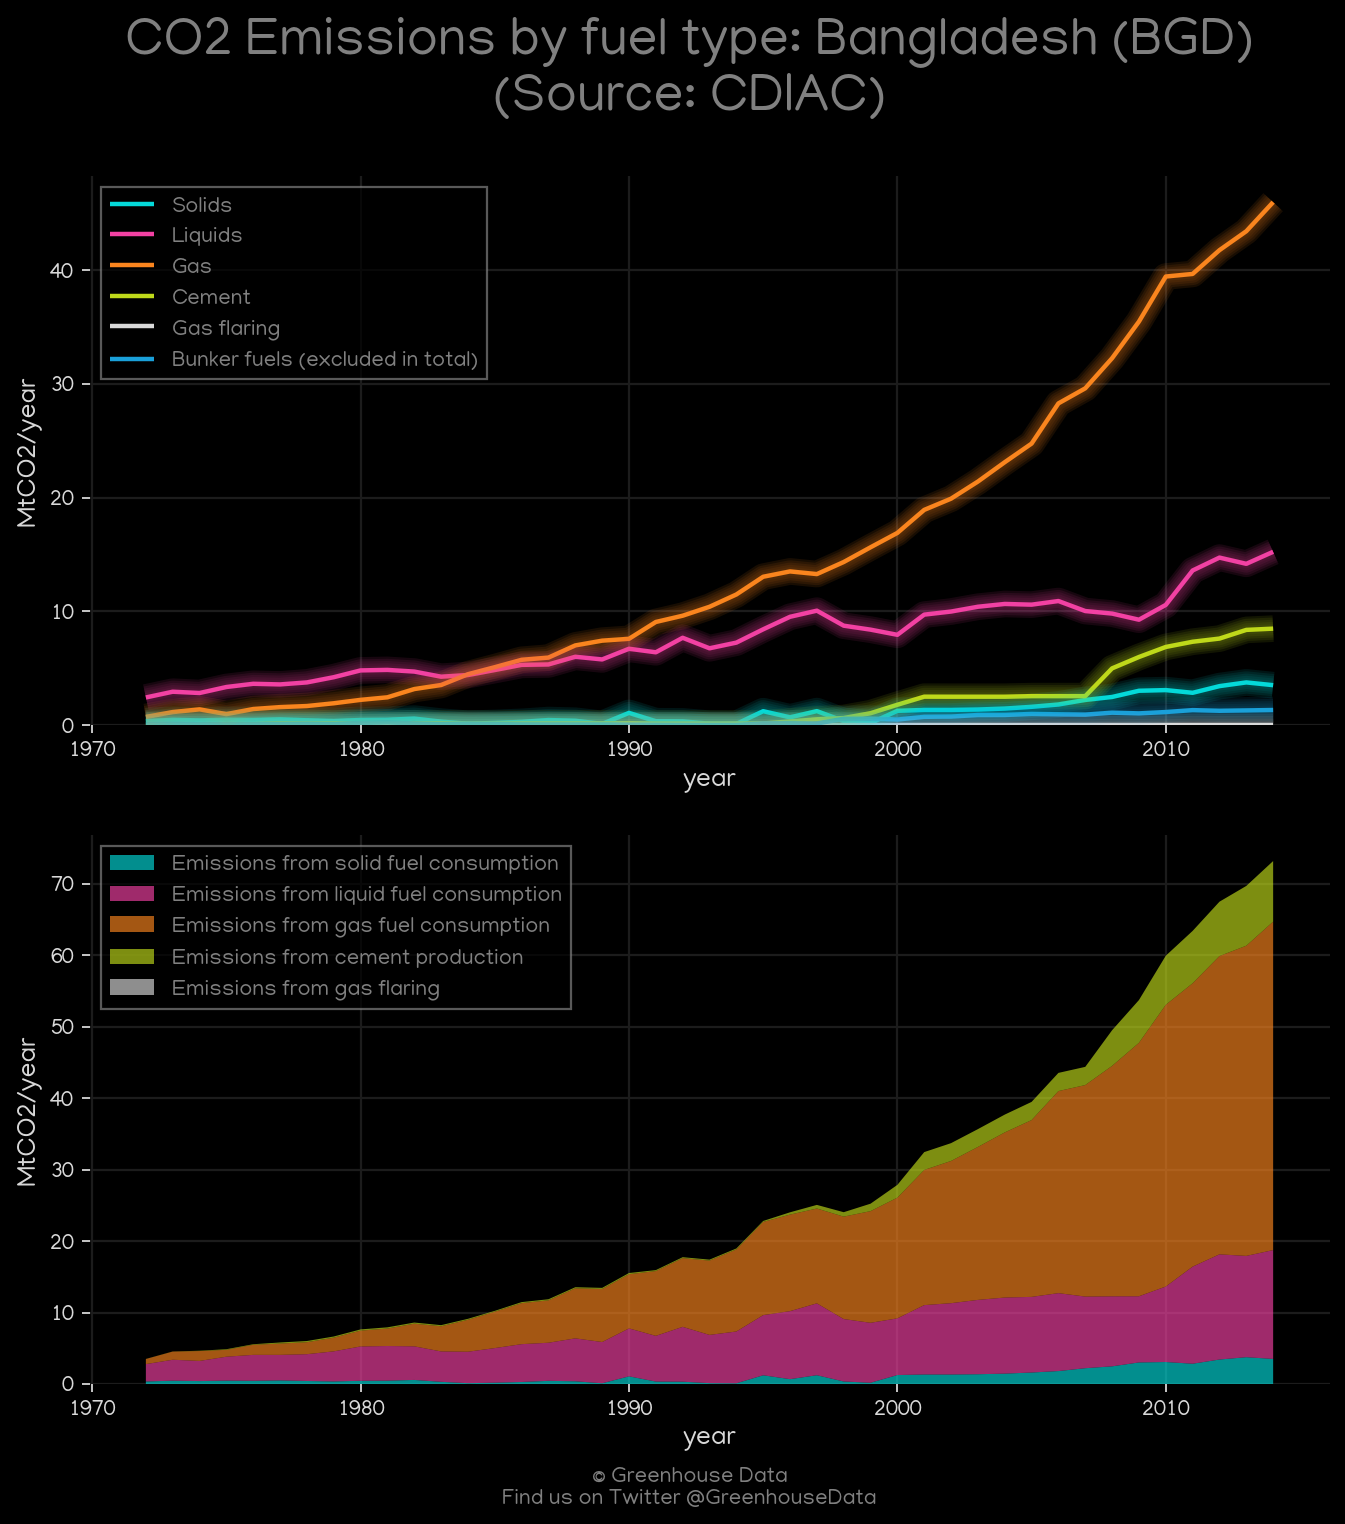 CO2 Emissions by fuel type: Bangladesh (BGD)
(Source: CDIAC)
Solids
Liquids
Gas
Cement
Gas flaring
Bunker fuels (excluded in total)
MtCO2/year
40
30
20
10
0
1970 1980 1990 2000 2010
year
Emissions from solid fuel consumption
Emissions from liquid fuel consumption
Emissions from gas fuel consumption
Emissions from cement production
Emissions from gas flaring
MtCO2/year
70
60
50
40
30
20
10
0
1970 1980 1990 2000 2010
year
© Greenhouse Data
Find us on Twitter @GreenhouseData